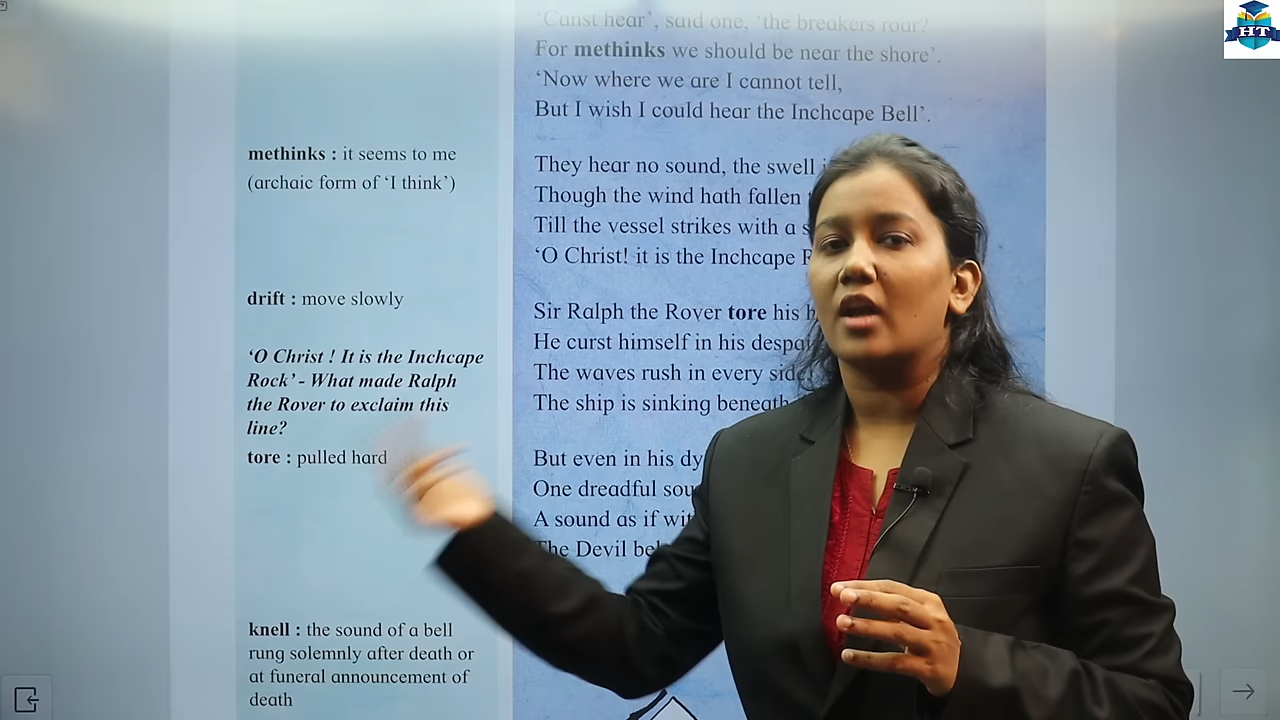 HT
‘Canst hear’, said one, ‘the breakers roar?
For methinks we should be near the shore’.
‘Now where we are I cannot tell,
But I wish I could hear the Inchcape Bell’.
methinks : it seems to me
(archaic form of ‘I think’)
They hear no sound, the swell
Though the wind hath fallen
Till the vessel strikes with a
‘O Christ! it is the Inchcape
drift : move slowly
Sir Ralph the Rover tore his
He curst himself in his
The waves rush in every side
The ship is sinking beneath
‘O Christ ! It is the Inchcape
Rock’ - What made Ralph
the Rover to exclaim this
line?
tore : pulled hard
But even in his
One dreadful
A sound as if
The Devil
knell : the sound of a bell
rung solemnly after death or
at funeral announcement of
death